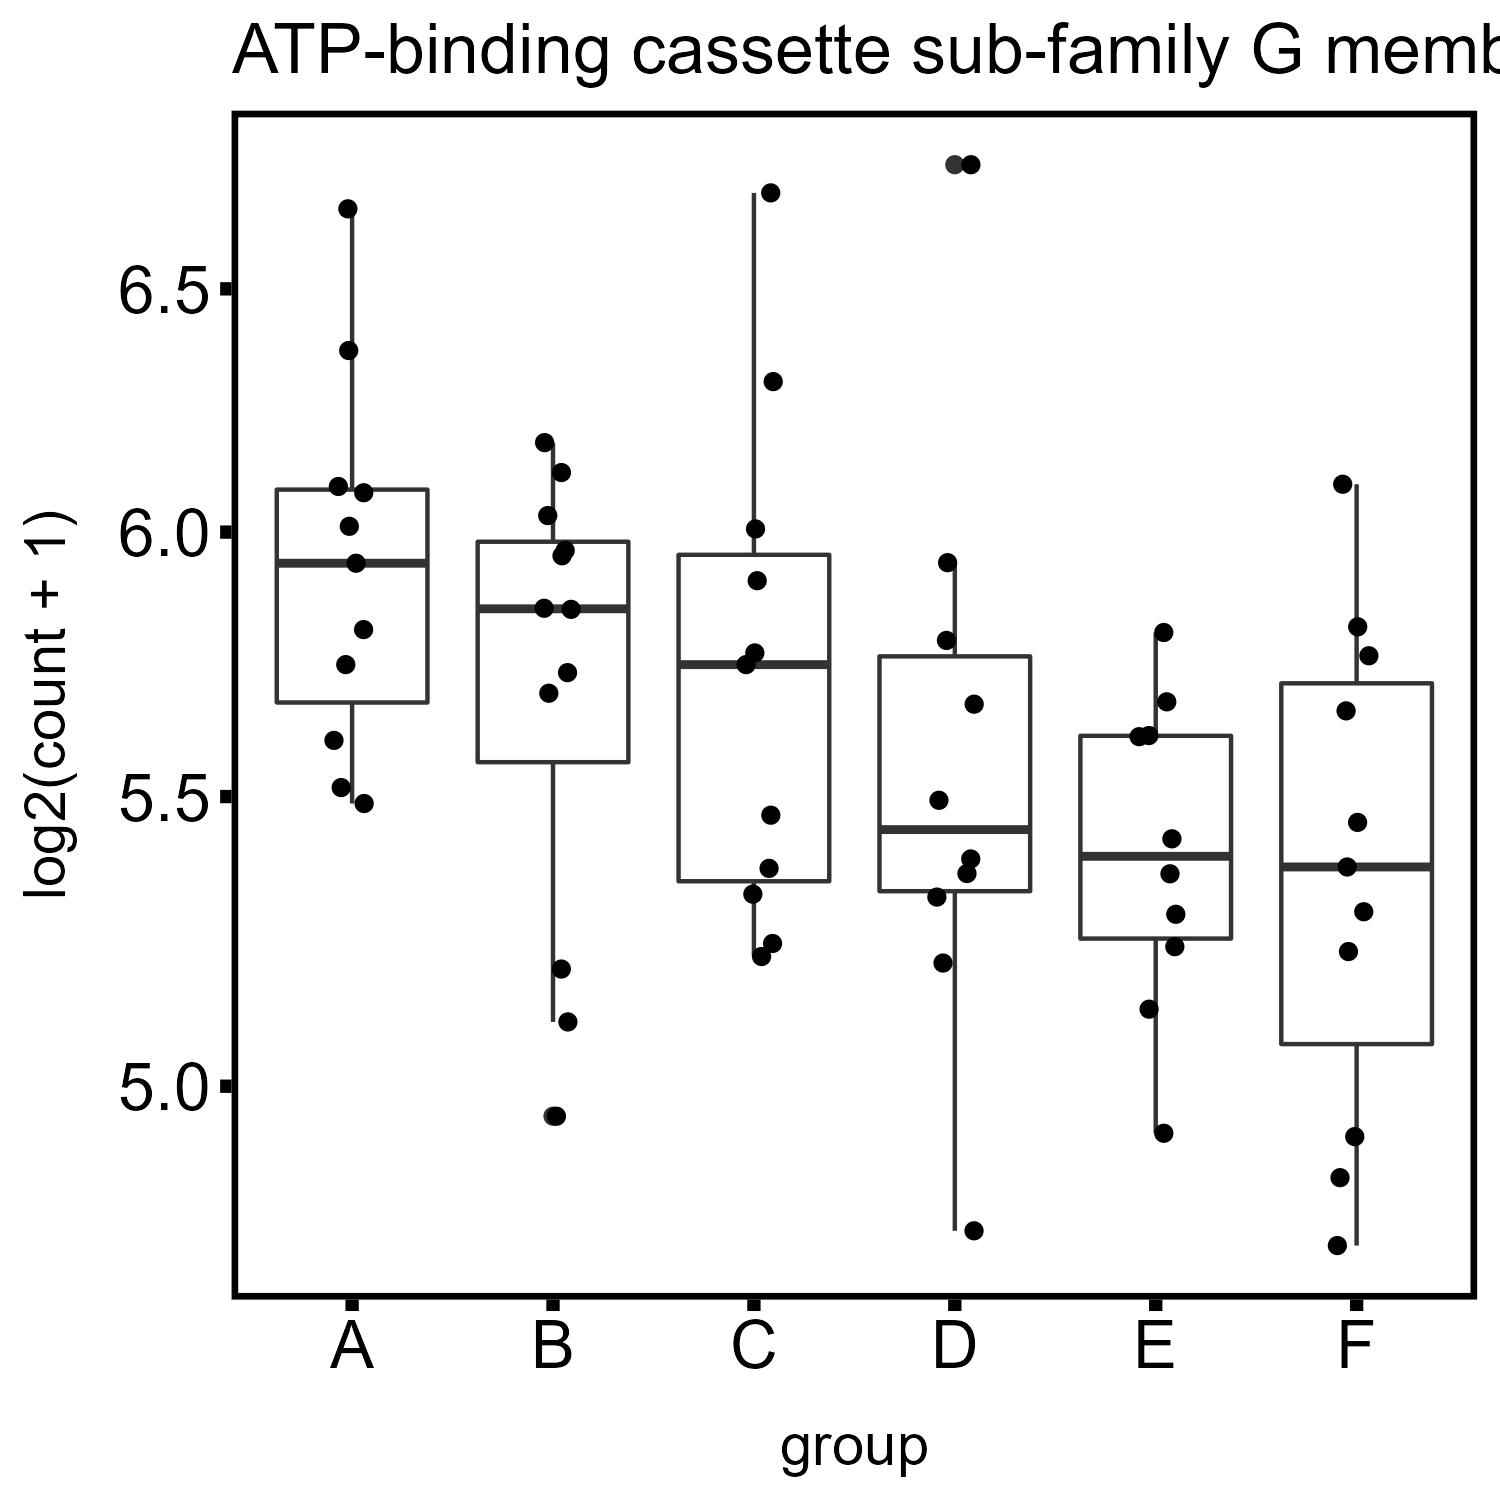 ATP-binding cassette sub-family G memb
6.5
6.0
5.5
5.0
log2(count + 1)
A B C D E F
group